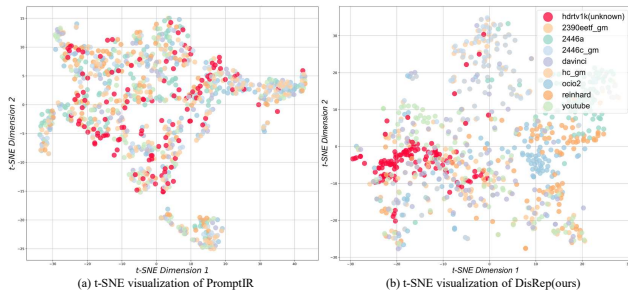 hdrtv1k(unknown)
2390eetf_gm
2446a
2446c_gm
davinci
hc_gm
ocio2
reinhard
youtube
t-SNE Dimension 2
t-SNE Dimension 1
(a) t-SNE visualization of PromptIR
t-SNE Dimension 2
t-SNE Dimension 1
(b) t-SNE visualization of DisRep(ours)